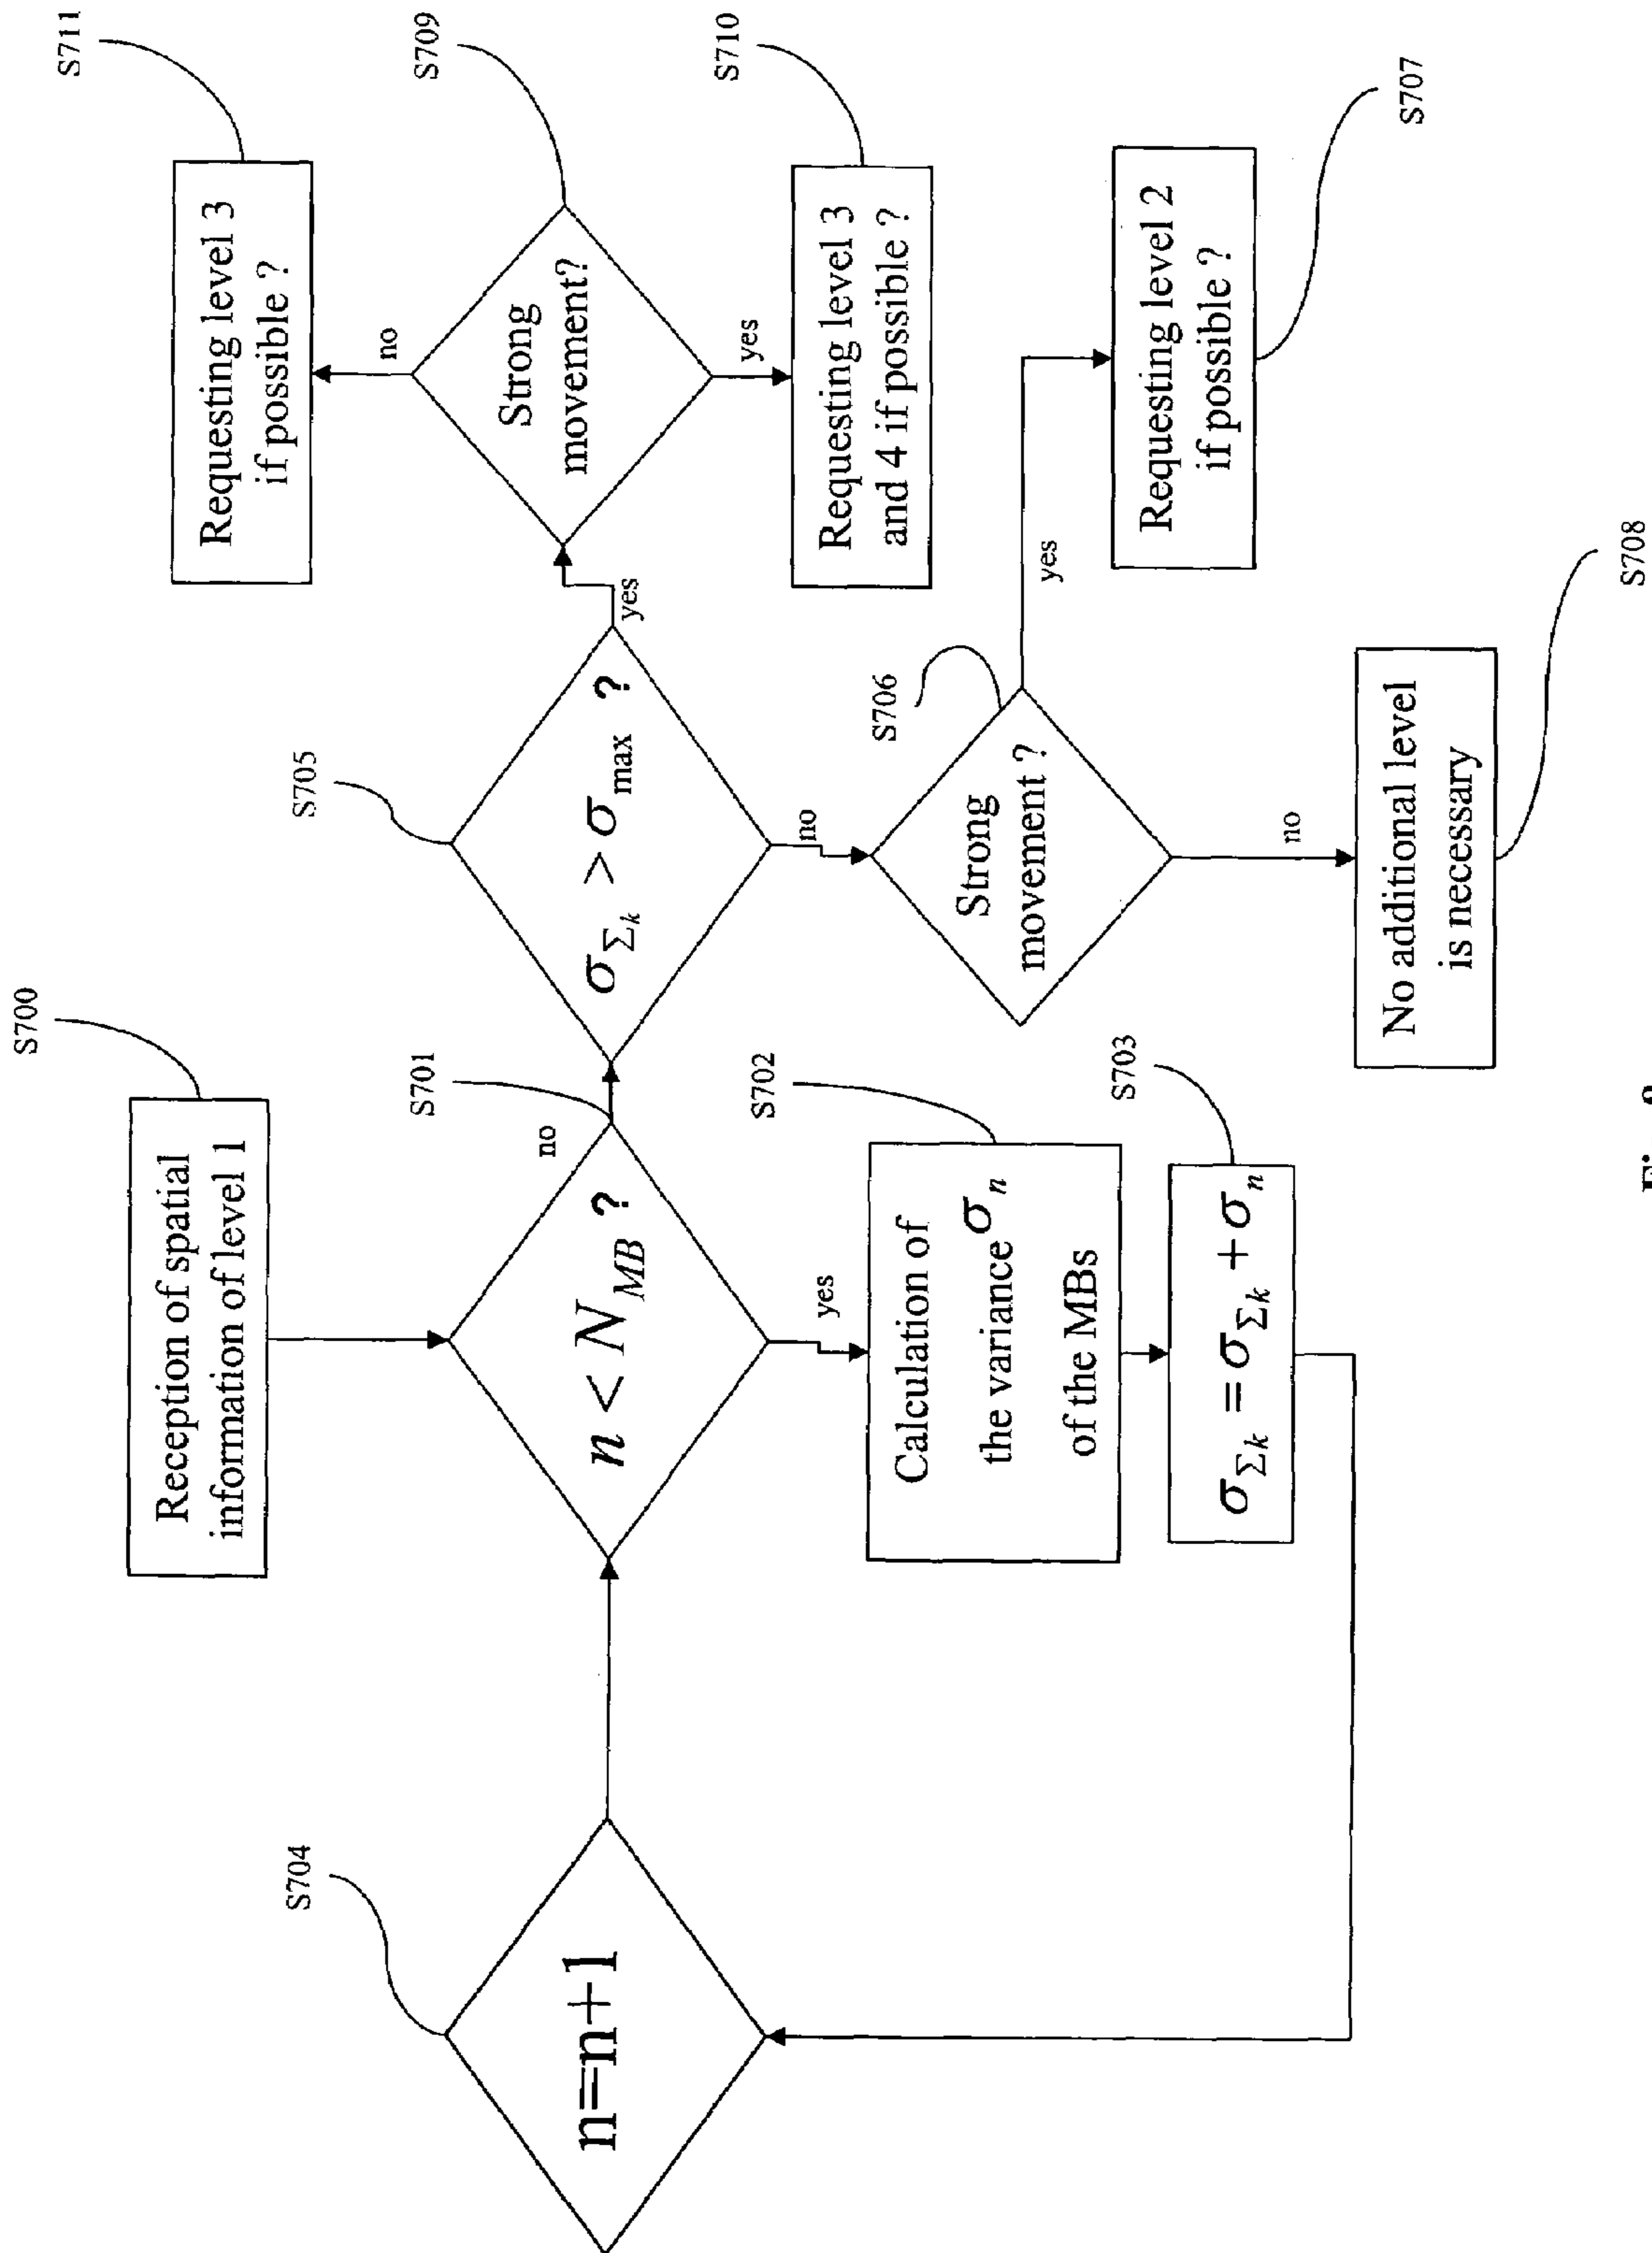 S700
Reception of spatial
information of level 1
S701
n < N_MB ?
no
yes
S702
Calculation of
the variance σ_n
of the MBs
S703
σ_Σ_k = σ_Σ_k + σ_n
S704
n=n+1
S705
σ_Σ_k > σ_max ?
yes
no
S706
Strong
movement ?
yes
no
S707
Requesting level 2
if possible ?
S708
No additional level
is necessary
S709
Strong
movement?
no
yes
S710
Requesting level 3
and 4 if possible ?
S711
Requesting level 3
if possible ?